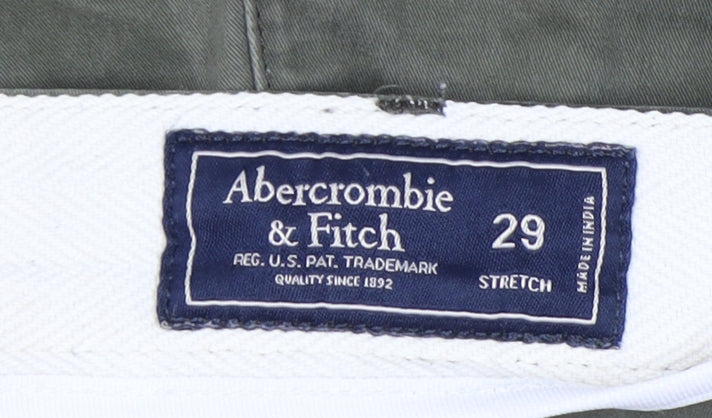 Abercrombie
& Fitch
REG. U.S. PAT. TRADEMARK
QUALITY SINCE 1892
29
STRETCH
MADE IN INDIA